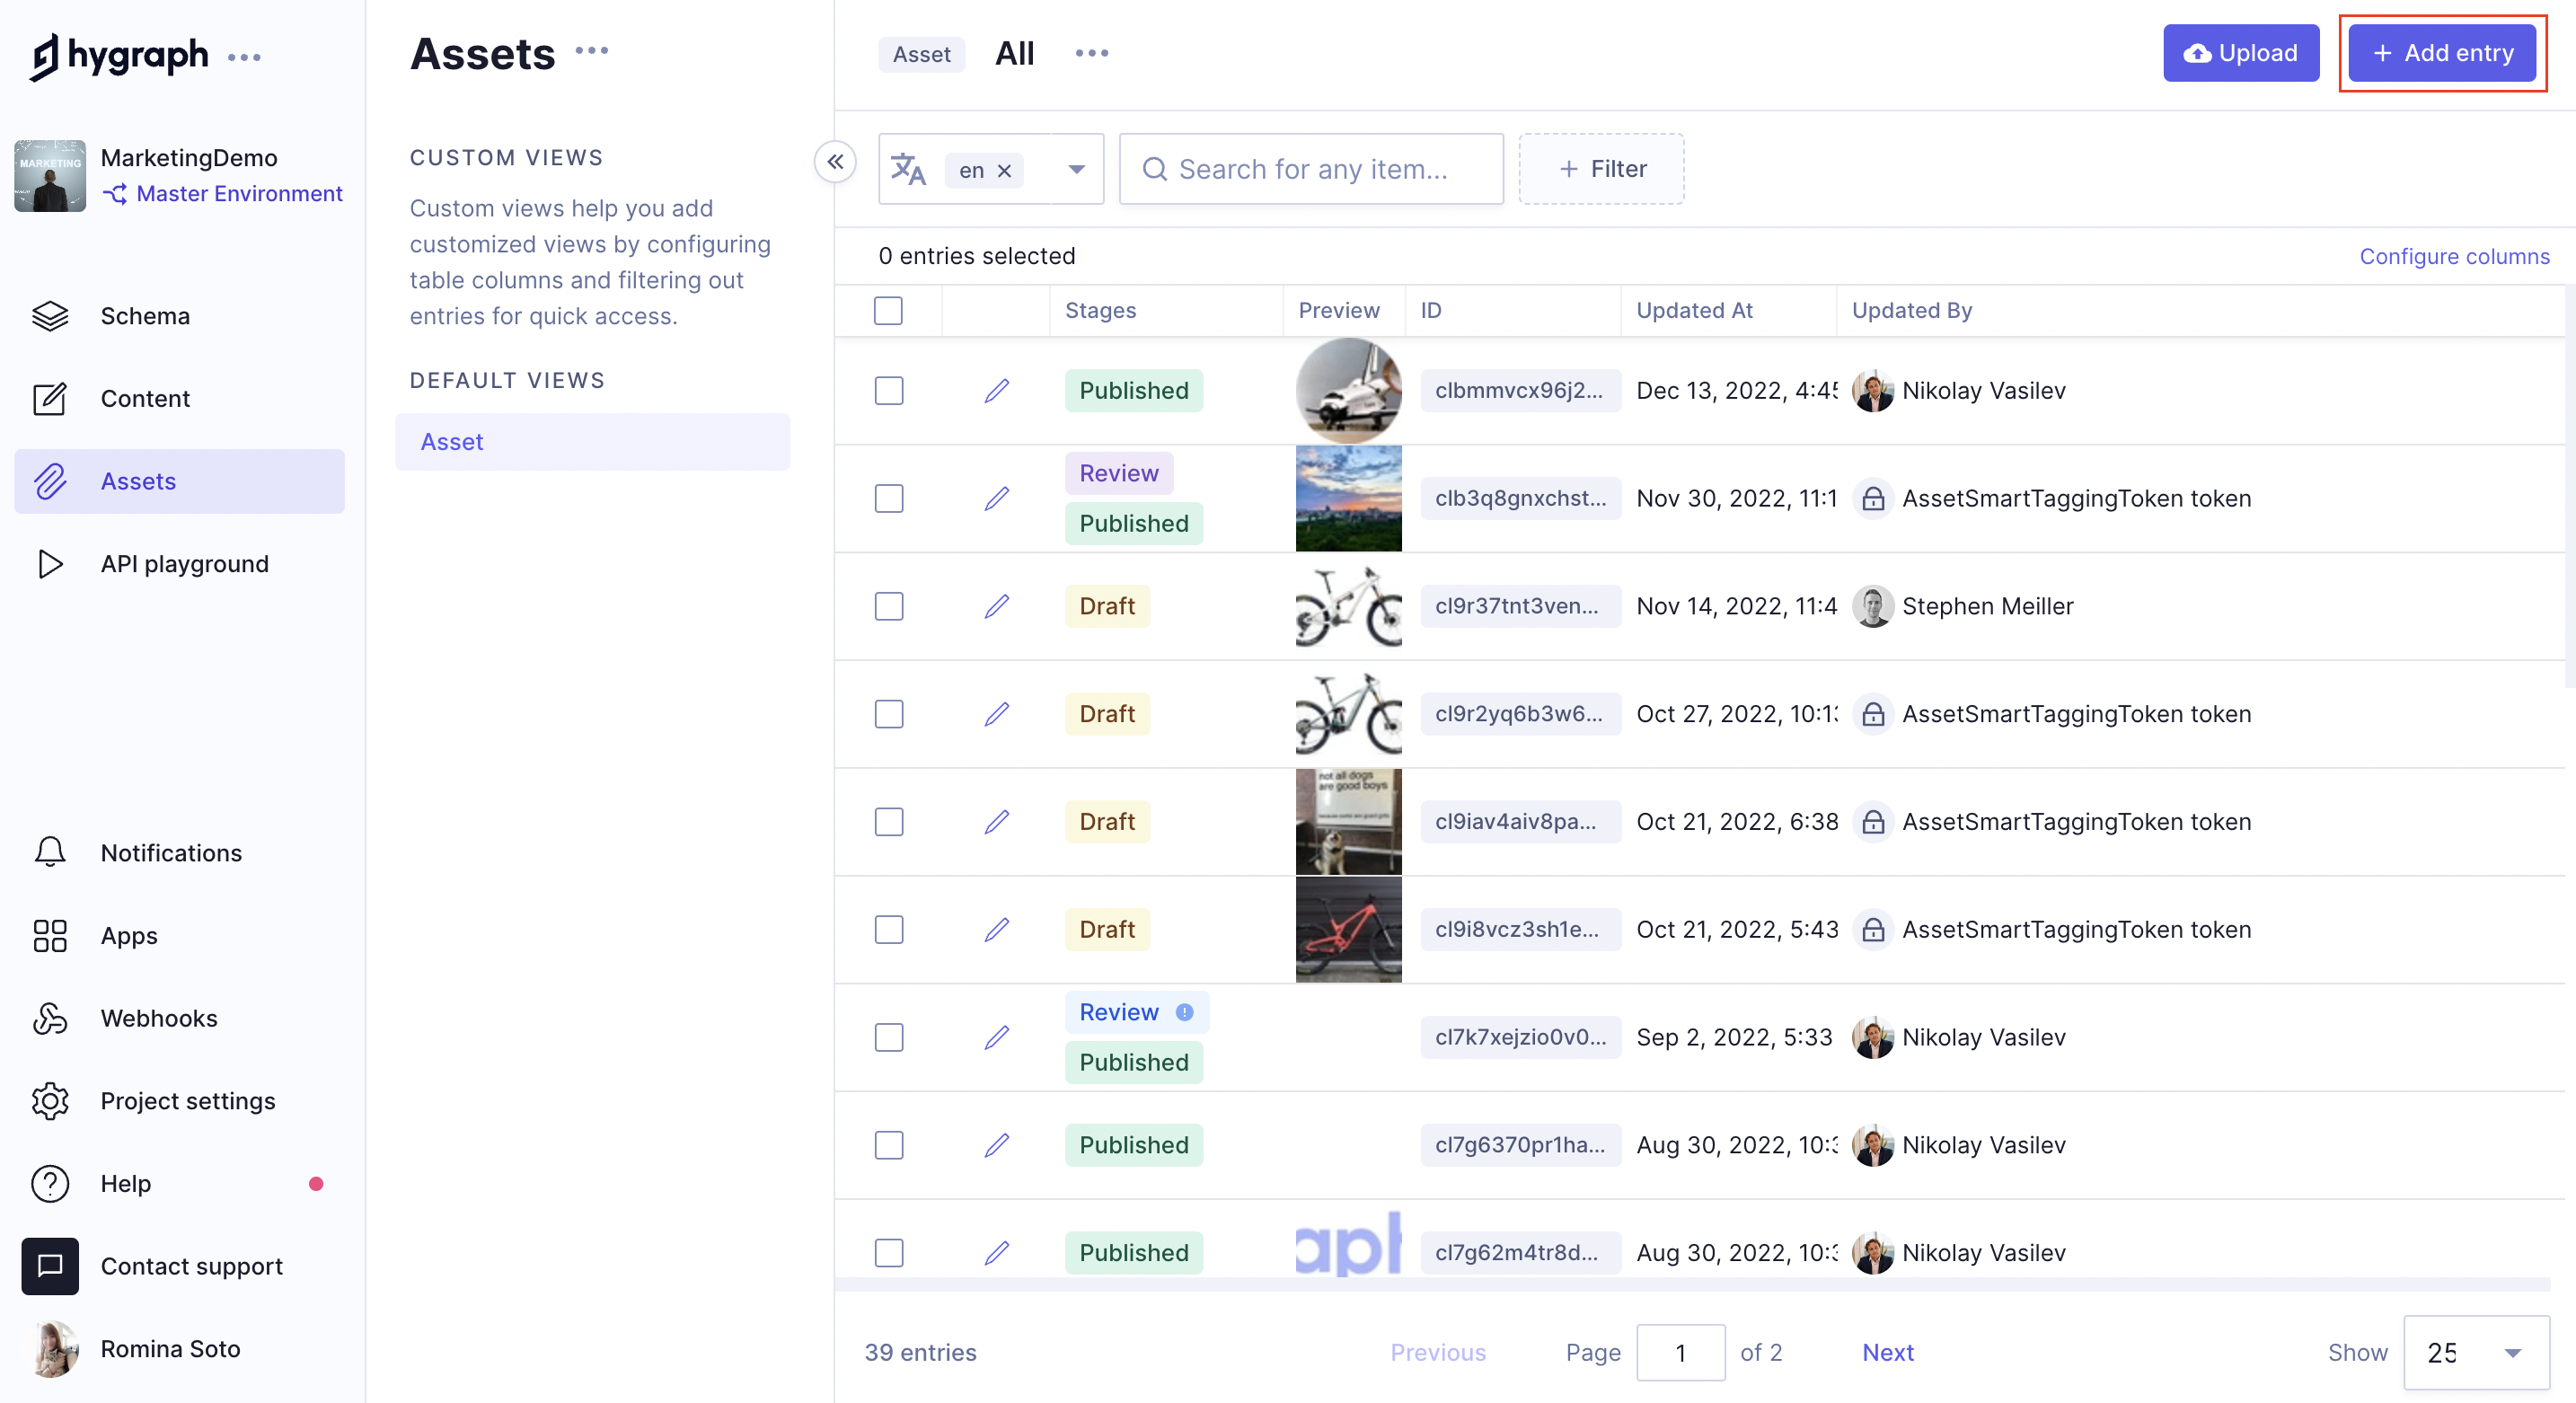 hygraph
MARKETING
MarketingDemo
Master Environment
Schema
Content
Assets
API playground
Notifications
Apps
Webhooks
Project settings
Help
Contact support
Romina Soto
Assets
CUSTOM VIEWS
Custom views help you add
customized views by configuring
table columns and filtering out
entries for quick access.
DEFAULT VIEWS
Asset
Asset All
Upload
+ Add entry
en
Search for any item...
+ Filter
0 entries selected
Configure columns
Stages Preview ID Updated At Updated By
Published clbmmvcx96j2... Dec 13, 2022, 4:45 Nikolay Vasilev
Review
Published clb3q8gnxchst... Nov 30, 2022, 11:1 AssetSmartTaggingToken token
Draft cl9r37tnt3ven... Nov 14, 2022, 11:4 Stephen Meiller
Draft cl9r2yq6b3w6... Oct 27, 2022, 10:1 AssetSmartTaggingToken token
not all dogs
are good boys
Draft cl9iav4aiv8pa... Oct 21, 2022, 6:38 AssetSmartTaggingToken token
Draft cl9i8vcz3sh1e... Oct 21, 2022, 5:43 AssetSmartTaggingToken token
Review
Published cl7k7xejzio0v0... Sep 2, 2022, 5:33 Nikolay Vasilev
Published cl7g6370pr1ha... Aug 30, 2022, 10:3 Nikolay Vasilev
Published aph cl7g62m4tr8d... Aug 30, 2022, 10:3 Nikolay Vasilev
39 entries
Previous
Page 1 of 2
Next
Show 25